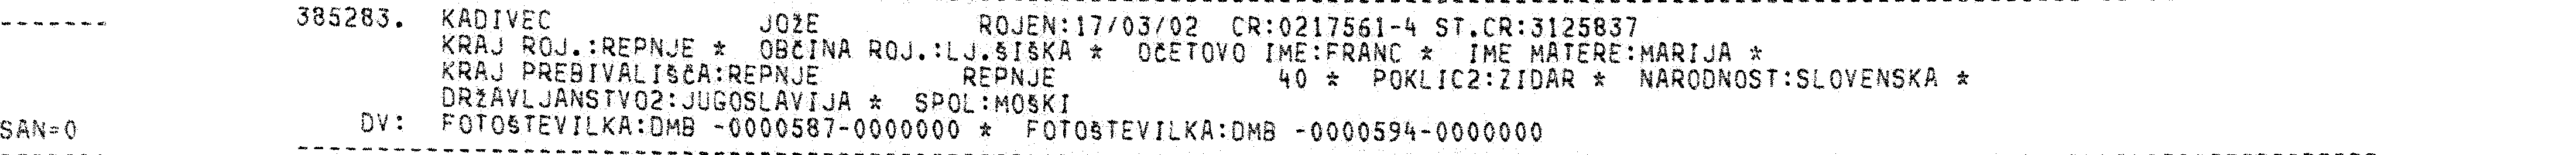 385283. KADIVEC JOŽE ROJEN:17/03/02 CR:0217561-4 ST.CR:3125837
KRAJ ROJ.:REPNJE * OBČINA ROJ.:LJ.ŠIŠKA * OČETOVO IME:FRANC * IME MATERE:MARIJA *
KRAJ PREBIVALIŠČA:REPNJE REPNJE 40 * POKLIC2:ZIDAR * NARODNOST:SLOVENSKA *
DRŽAVLJANSTVO2:JUGOSLAVIJA * SPOL:MOŠKI
SAN=0 DV: FOTOŠTEVILKA:DMB -0000587-0000000 * FOTOŠTEVILKA:DMB -0000594-0000000